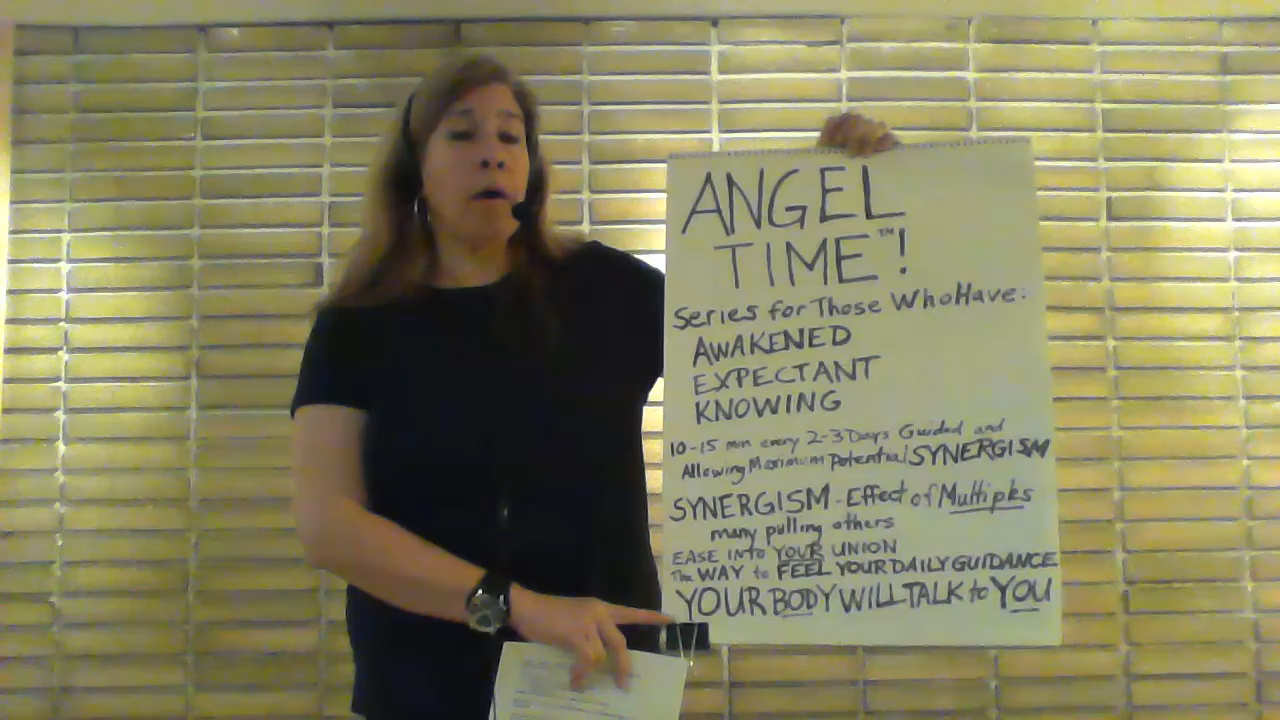 ANGEL
TIME™!
Series for Those Who Have:
AWAKENED
EXPECTANT
KNOWING
10-15 min every 2-3 Days Guided and
Allowing Maximum Potential SYNERGISM
SYNERGISM - Effect of Multiples
many pulling others
EASE INTO YOUR UNION
The WAY to FEEL YOUR DAILY GUIDANCE
YOUR BODY WILL TALK to YOU